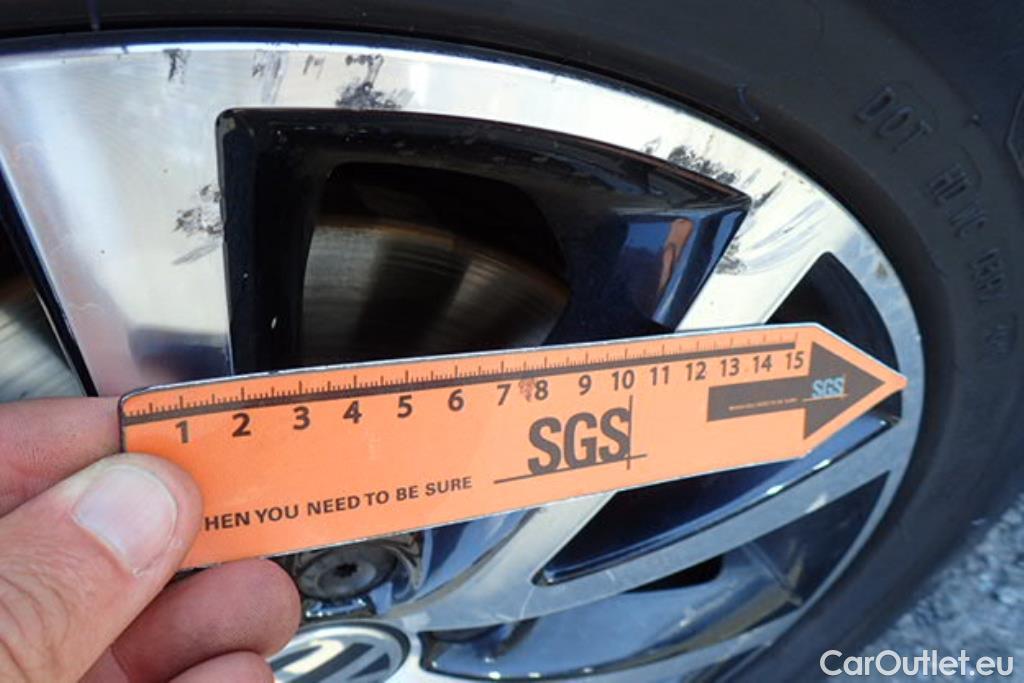 DOT
1 2 3 4 5 6 7 8 9 10 11 12 13 14 15
SGS
SGS
HEN YOU NEED TO BE SURE
CarOutlet.eu